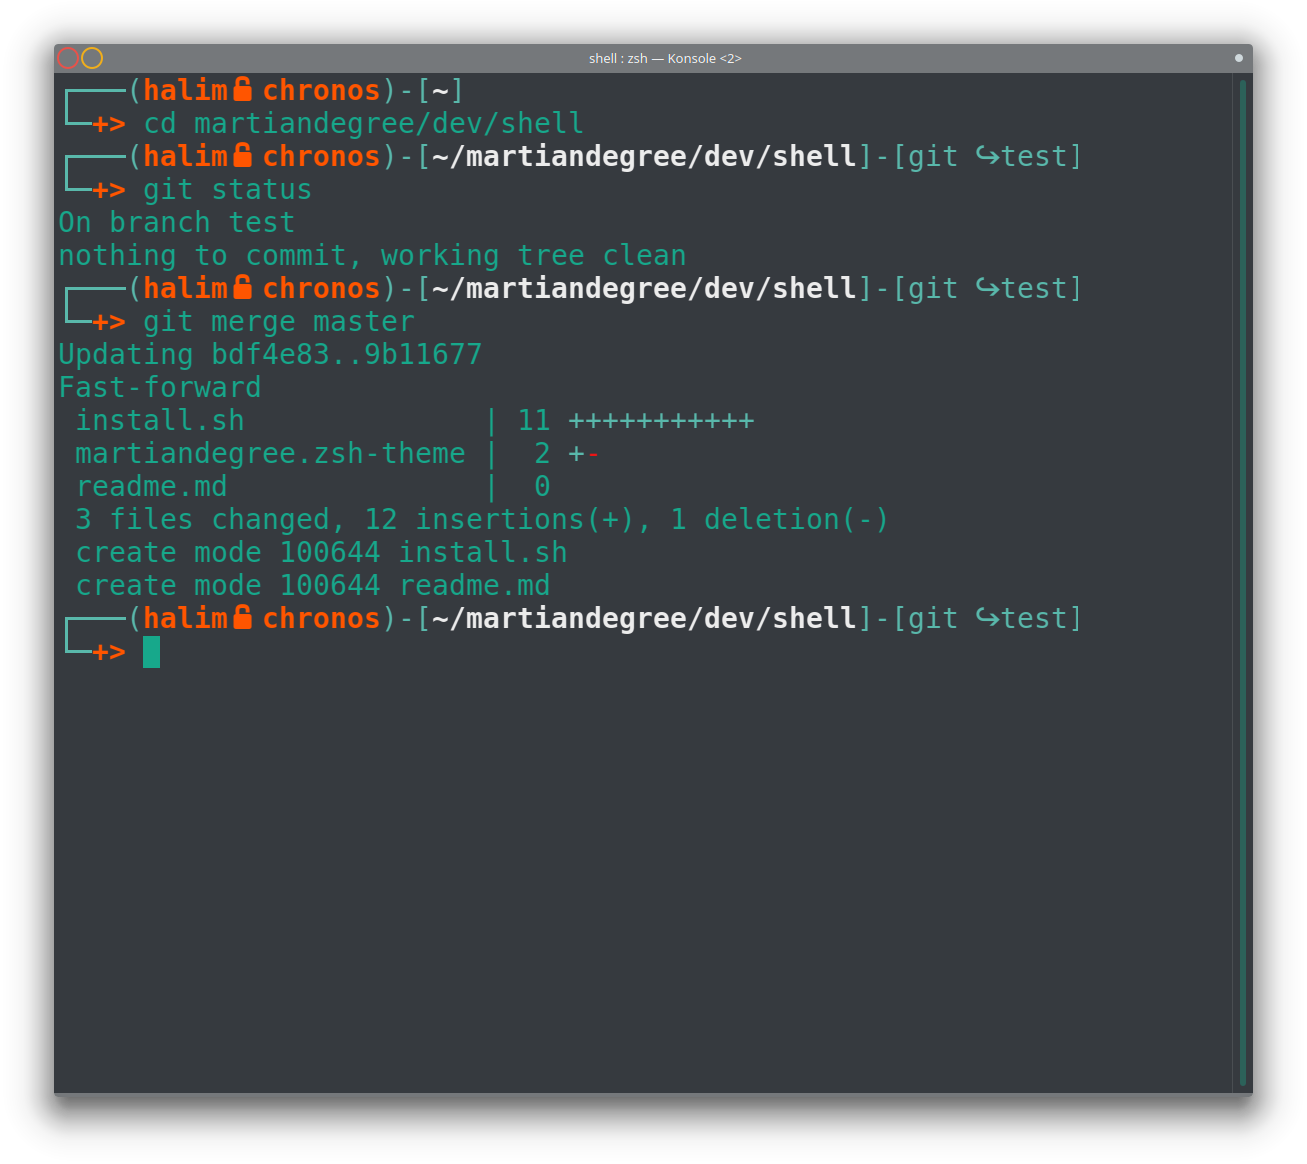 shell : zsh — Konsole <2>
┌───(halim chronos)-[~]
└─+> cd martiandegree/dev/shell
┌───(halim chronos)-[~/martiandegree/dev/shell]-[git ↪test]
└─+> git status
On branch test
nothing to commit, working tree clean
┌───(halim chronos)-[~/martiandegree/dev/shell]-[git ↪test]
└─+> git merge master
Updating bdf4e83..9b11677
Fast-forward
 install.sh              | 11 +++++++++++
 martiandegree.zsh-theme |  2 +-
 readme.md               |  0
 3 files changed, 12 insertions(+), 1 deletion(-)
 create mode 100644 install.sh
 create mode 100644 readme.md
┌───(halim chronos)-[~/martiandegree/dev/shell]-[git ↪test]
└─+>